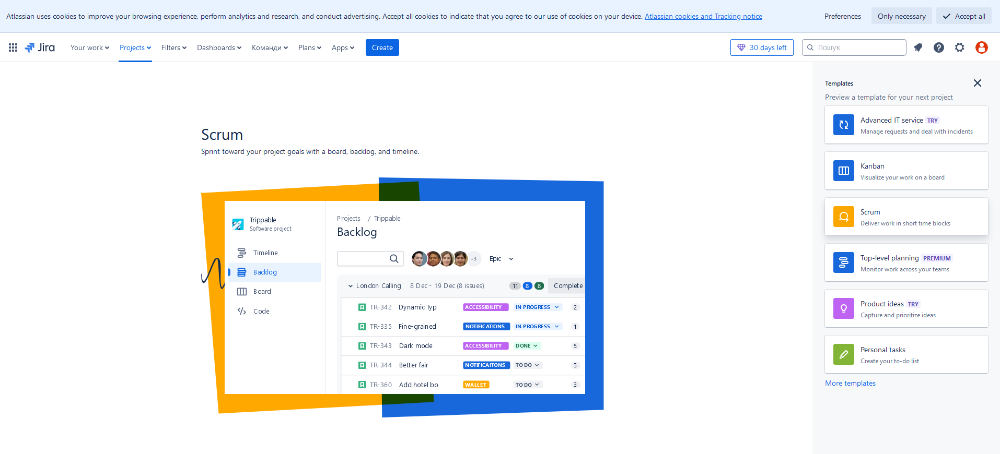 Atlassian uses cookies to improve your browsing experience, perform analytics and research, and conduct advertising. Accept all cookies to indicate that you agree to our use of cookies on your device. Atlassian cookies and Tracking notice
Preferences
Only necessary
Accept all
Jira
Your work
Projects
Filters
Dashboards
Команди
Plans
Apps
Create
30 days left
Пошук
Scrum
Sprint toward your project goals with a board, backlog, and timeline.
Trippable
Software project
Timeline
Backlog
Board
Code
Projects / Trippable
Backlog
+3
Epic
London Calling 8 Dec - 19 Dec (8 issues) 11 8 8 Complete
TR-342 Dynamic Typ ACCESSIBILITY IN PROGRESS 2
TR-335 Fine-grained NOTIFICATIONS IN PROGRESS 1
TR-343 Dark mode ACCESSIBILITY DONE 5
TR-344 Better fair NOTIFICAITONS TO DO 3
TR-360 Add hotel bo WALLET TO DO 3
Templates
Preview a template for your next project
Advanced IT service TRY
Manage requests and deal with incidents
Kanban
Visualize your work on a board
Scrum
Deliver work in short time blocks
Top-level planning PREMIUM
Monitor work across your teams
Product ideas TRY
Capture and prioritize ideas
Personal tasks
Create your to-do list
More templates